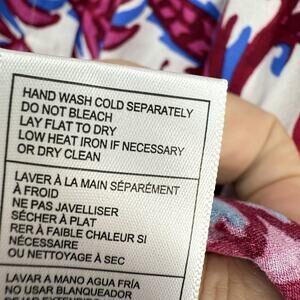 HAND WASH COLD SEPARATELY
DO NOT BLEACH
LAY FLAT TO DRY
LOW HEAT IRON IF NECESSARY
OR DRY CLEAN
LAVER À LA MAIN SÉPARÉMENT
À FROID
NE PAS JAVELLISER
SÉCHER À PLAT
RER À FAIBLE CHALEUR SI
NÉCESSAIRE
OU NETTOYAGE À SEC
LAVAR A MANO AGUA FRÍA
NO USAR BLANQUEADOR